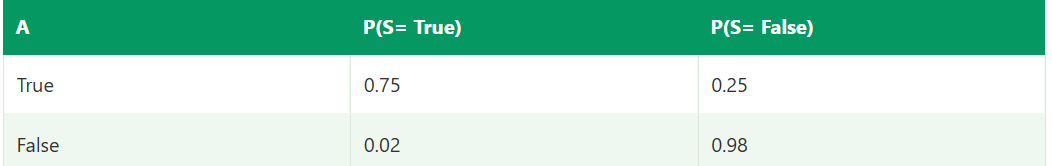 A P(S= True) P(S= False)
True 0.75 0.25
False 0.02 0.98